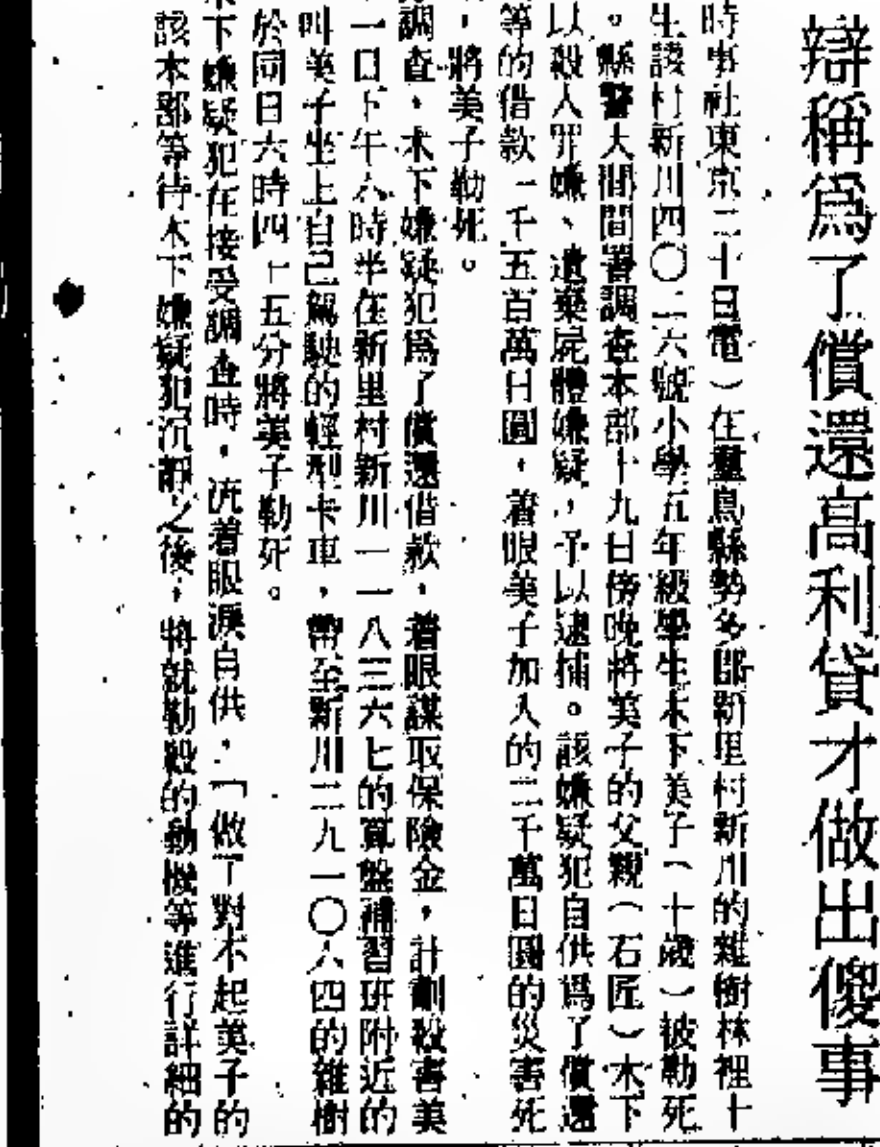 辯稱爲了償還高利貸才做出傻事
時事社東京二十日電）在羣馬縣勢多郡新里村新川的雜樹林裡十
生該村新川四〇二六號小學五年級學生木下美子（十歲）被勒死
。縣警大間間署調查本部十九日傍晚將美子的父親（石匠）木下
以殺人罪嫌、遺棄屍體嫌疑，予以逮捕。該嫌疑犯自供爲了償還
等的借款一千五百萬日圓，着眼美子加入的二千萬日圓的災害死
，將美子勒死。
調查，木下嫌疑犯爲了償還借款，着眼謀取保險金，計劃殺害美
一日下午六時半在新里村新川一一八三六七的算盤補習班附近的
叫美子坐上自己駕駛的輕型卡車，帶至新川二九一〇八四的雜樹
於同日六時四十五分將美子勒死。
木下嫌疑犯在接受調查時，流着眼淚自供，「做了對不起美子的
該本部等待木下嫌疑犯沉靜之後，將就勒殺的動機等進行詳細的